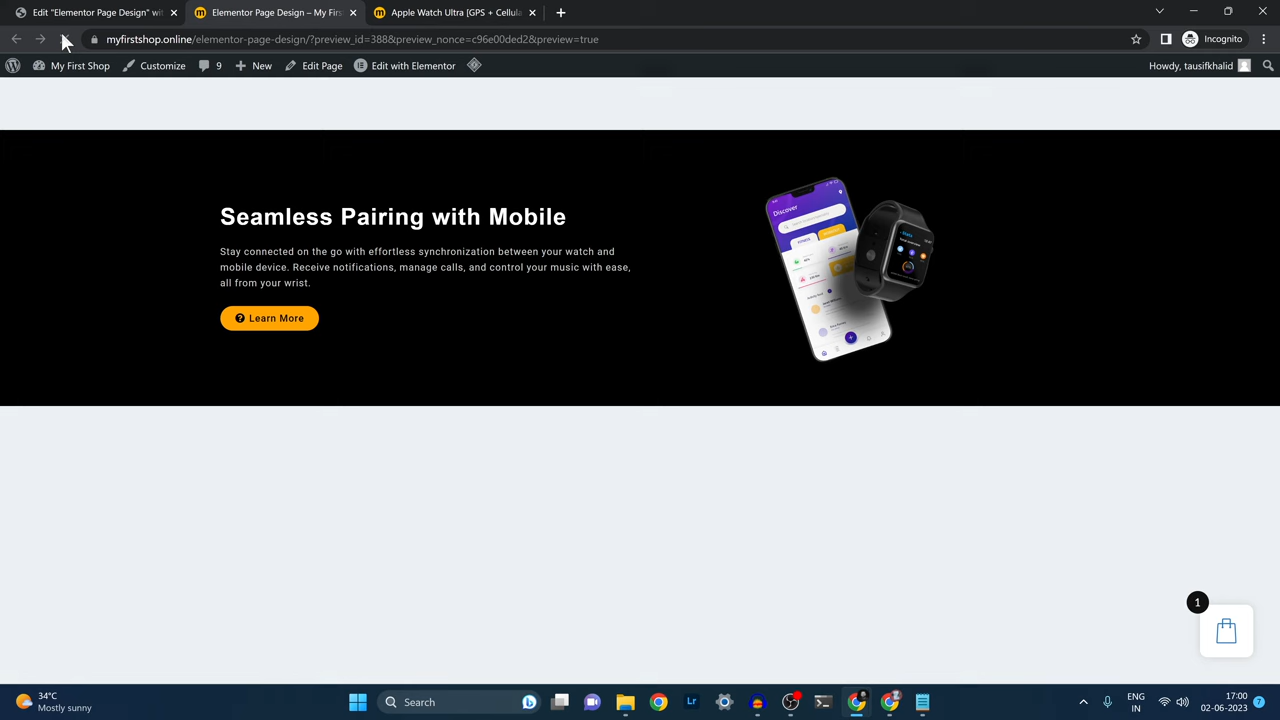 Edit "Elementor Page Design" wit
Elementor Page Design – My Firs
Apple Watch Ultra [GPS + Cellula
myfirstshop.online/elementor-page-design/?preview_id=388&preview_nonce=c96e00ded2&preview=true
Incognito
My First Shop
Customize
9
New
Edit Page
Edit with Elementor
Howdy, tausifkhalid
Seamless Pairing with Mobile
Stay connected on the go with effortless synchronization between your watch and
mobile device. Receive notifications, manage calls, and control your music with ease,
all from your wrist.
Learn More
Discover
1
34°C
Mostly sunny
Search
Lr
ENG
IN
17:00
02-06-2023